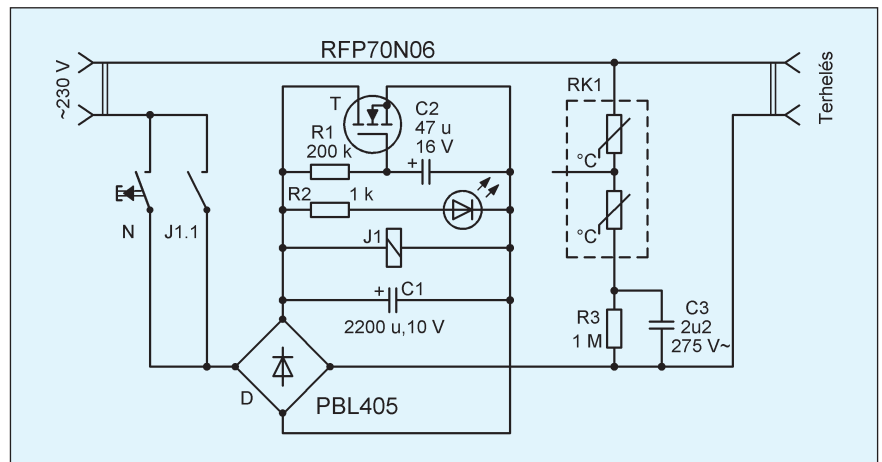 RFP70N06
~230 V
T
RK1
Terhelés
C2
47 u
16 V
R1
200 k
+
°C
R2
1 k
°C
N
J1.1
J1
+
C1
2200 u,10 V
R3
1 M
C3
2u2
275 V~
D
PBL405